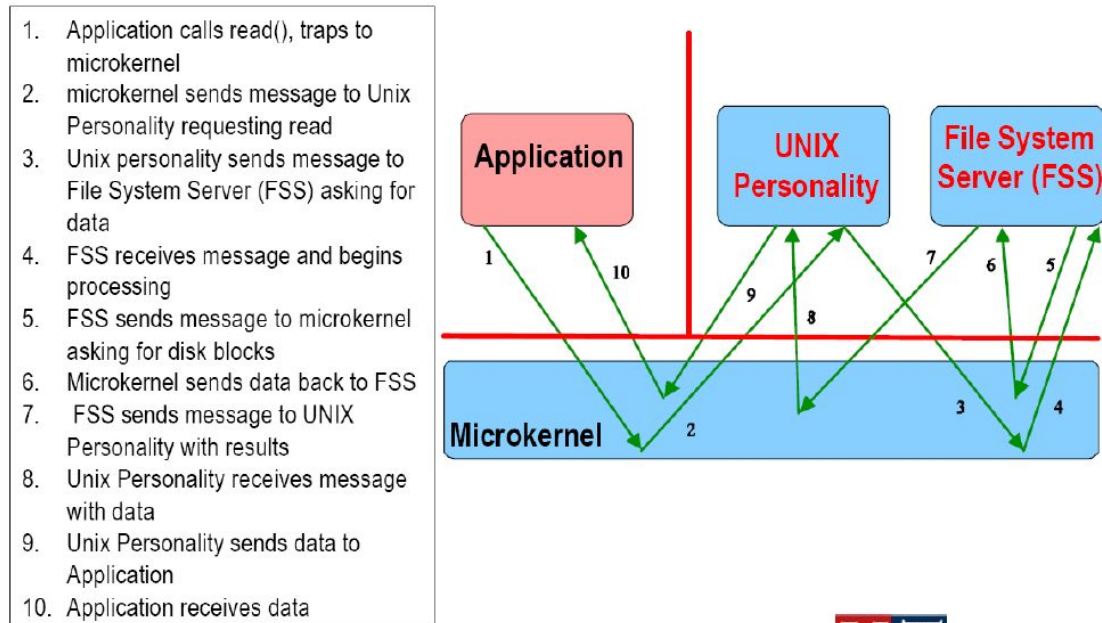 1. Application calls read(), traps to
microkernel
2. microkernel sends message to Unix
Personality requesting read
3. Unix personality sends message to
File System Server (FSS) asking for
data
4. FSS receives message and begins
processing
5. FSS sends message to microkernel
asking for disk blocks
6. Microkernel sends data back to FSS
7. FSS sends message to UNIX
Personality with results
8. Unix Personality receives message
with data
9. Unix Personality sends data to
Application
10. Application receives data
Application
UNIX
Personality
File System
Server (FSS)
1
10
9
8
7
6
5
2
3
4
Microkernel